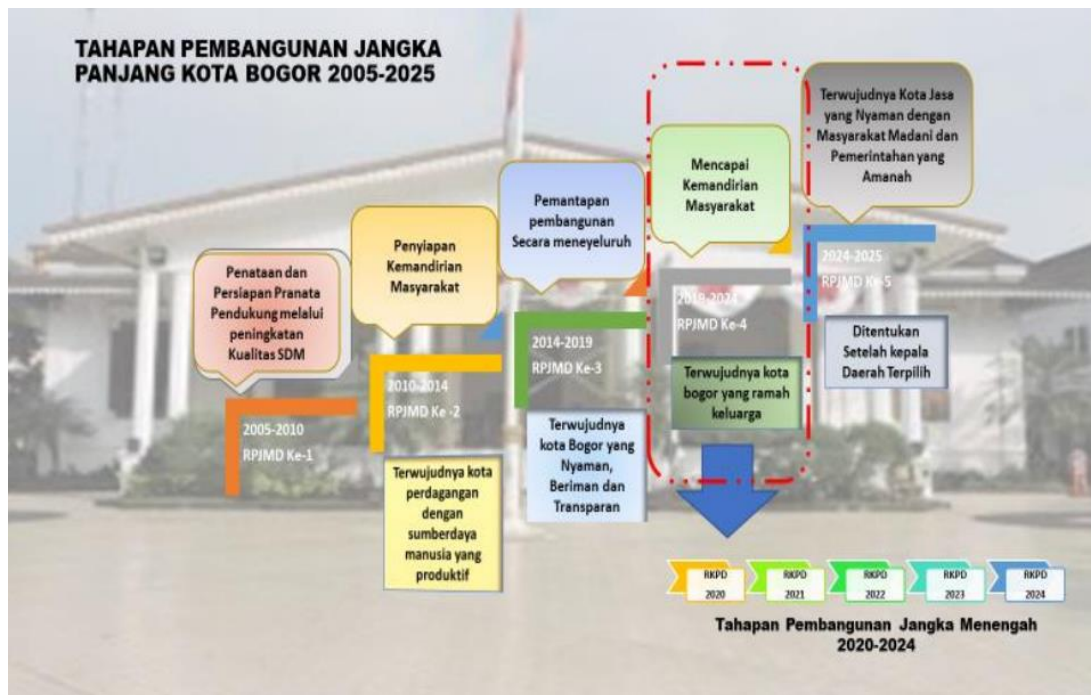 TAHAPAN PEMBANGUNAN JANGKA
PANJANG KOTA BOGOR 2005-2025
Penataan dan
Persiapan Pranata
Pendukung melalui
peningkatan
Kualitas SDM
2005-2010
RPJMD Ke-1
Penyiapan
Kemandirian
Masyarakat
2010-2014
RPJMD Ke -2
Terwujudnya kota
perdagangan
dengan
sumberdaya
manusia yang
produktif
Pemantapan
pembangunan
Secara meneyeluruh
2014-2019
RPJMD Ke-3
Terwujudnya
kota Bogor yang
Nyaman,
Beriman dan
Transparan
Mencapai
Kemandirian
Masyarakat
2019-2024
RPJMD Ke-4
Terwujudnya kota
bogor yang ramah
keluarga
Terwujudnya Kota Jasa
yang Nyaman dengan
Masyarakat Madani dan
Pemerintahan yang
Amanah
2024-2025
RPJMD Ke-5
Ditentukan
Setelah kepala
Daerah Terpilih
RKPD
2020
RKPD
2021
RKPD
2022
RKPD
2023
RKPD
2024
Tahapan Pembangunan Jangka Menengah
2020-2024